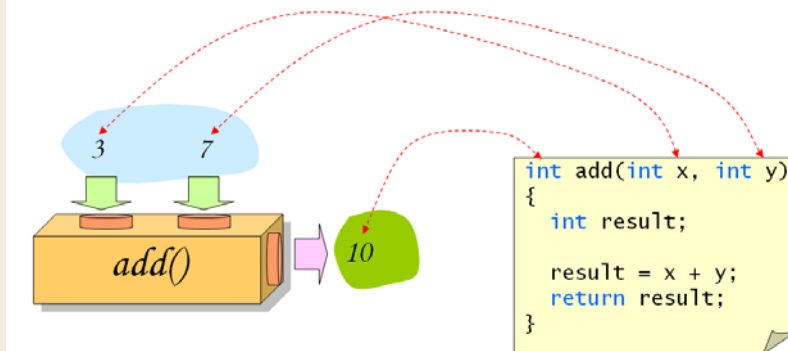 3 7
add()
10
int add(int x, int y)
{
  int result;

  result = x + y;
  return result;
}